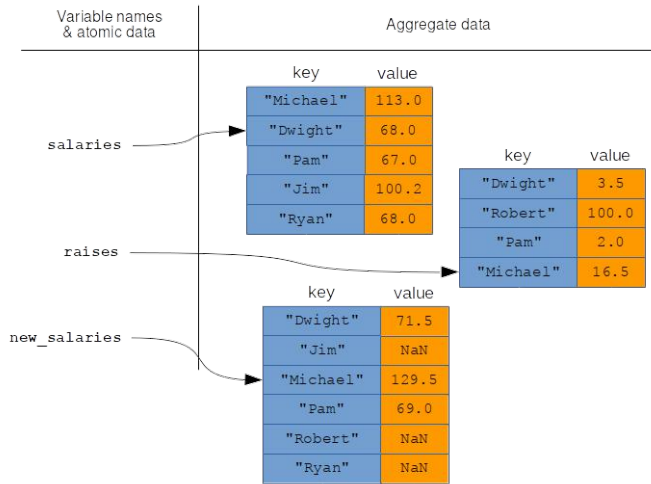 Variable names
& atomic data
Aggregate data
key value
"Michael" 113.0
"Dwight" 68.0
"Pam" 67.0
"Jim" 100.2
"Ryan" 68.0
salaries
key value
"Dwight" 3.5
"Robert" 100.0
"Pam" 2.0
"Michael" 16.5
raises
key value
"Dwight" 71.5
"Jim" NaN
"Michael" 129.5
"Pam" 69.0
"Robert" NaN
"Ryan" NaN
new_salaries